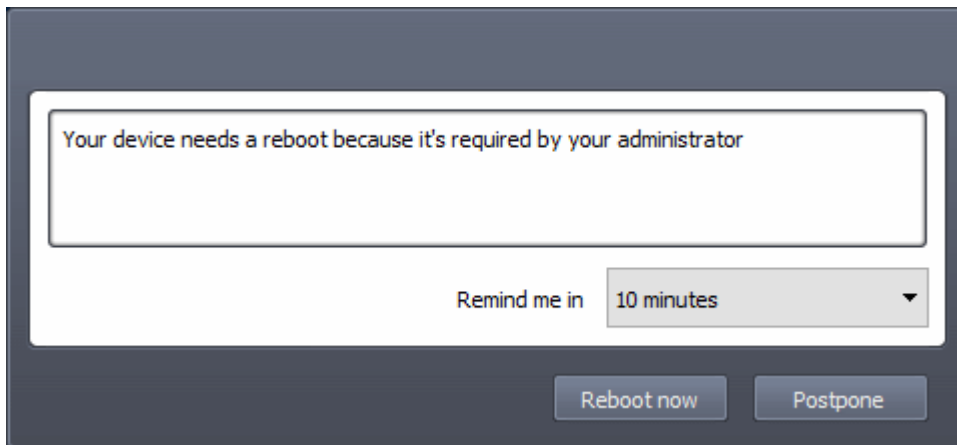 Your device needs a reboot because it's required by your administrator
Remind me in 10 minutes
Reboot now Postpone